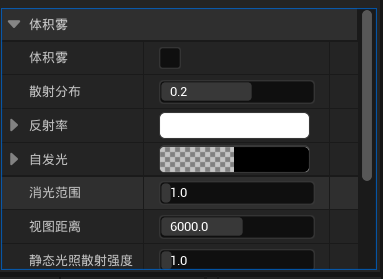 体积雾
体积雾
散射分布 0.2
反射率
自发光
消光范围 1.0
视图距离 6000.0
静态光照散射强度 1.0